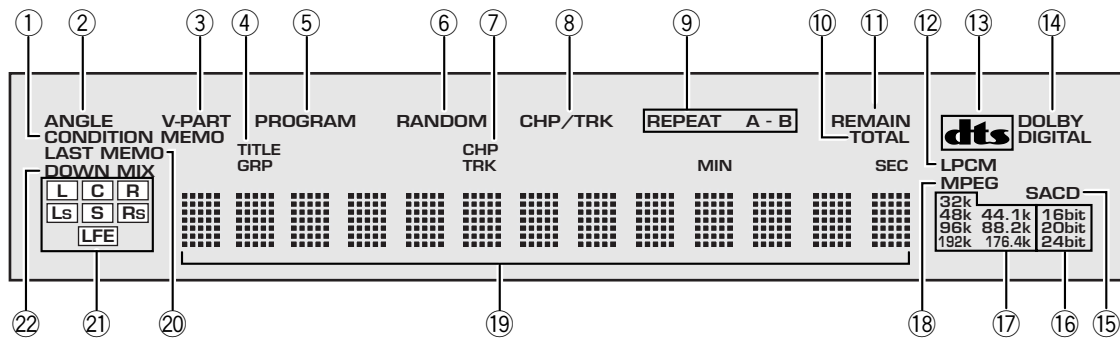 ① ② ③ ④ ⑤ ⑥ ⑦ ⑧ ⑨ ⑩ ⑪ ⑫ ⑬ ⑭
ANGLE V-PART PROGRAM RANDOM CHP/TRK REPEAT A - B REMAIN dts DOLBY
CONDITION MEMO TOTAL DIGITAL
LAST MEMO TITLE CHP
GRP TRK MIN SEC LPCM
DOWN MIX MPEG
L C R 32k SACD
LS S RS 48k 44.1k 16bit
LFE 96k 88.2k 20bit
192k 176.4k 24bit
㉒ ㉑ ⑳ ⑲ ⑱ ⑰ ⑯ ⑮